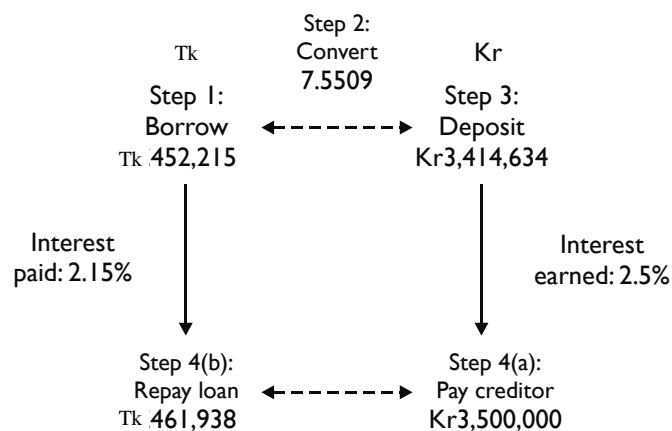 Step 2:
Convert
7.5509
Tk
Kr
Step 1:
Borrow
Tk 452,215
Step 3:
Deposit
Kr3,414,634
Interest
paid: 2.15%
Interest
earned: 2.5%
Step 4(b):
Repay loan
Tk 461,938
Step 4(a):
Pay creditor
Kr3,500,000